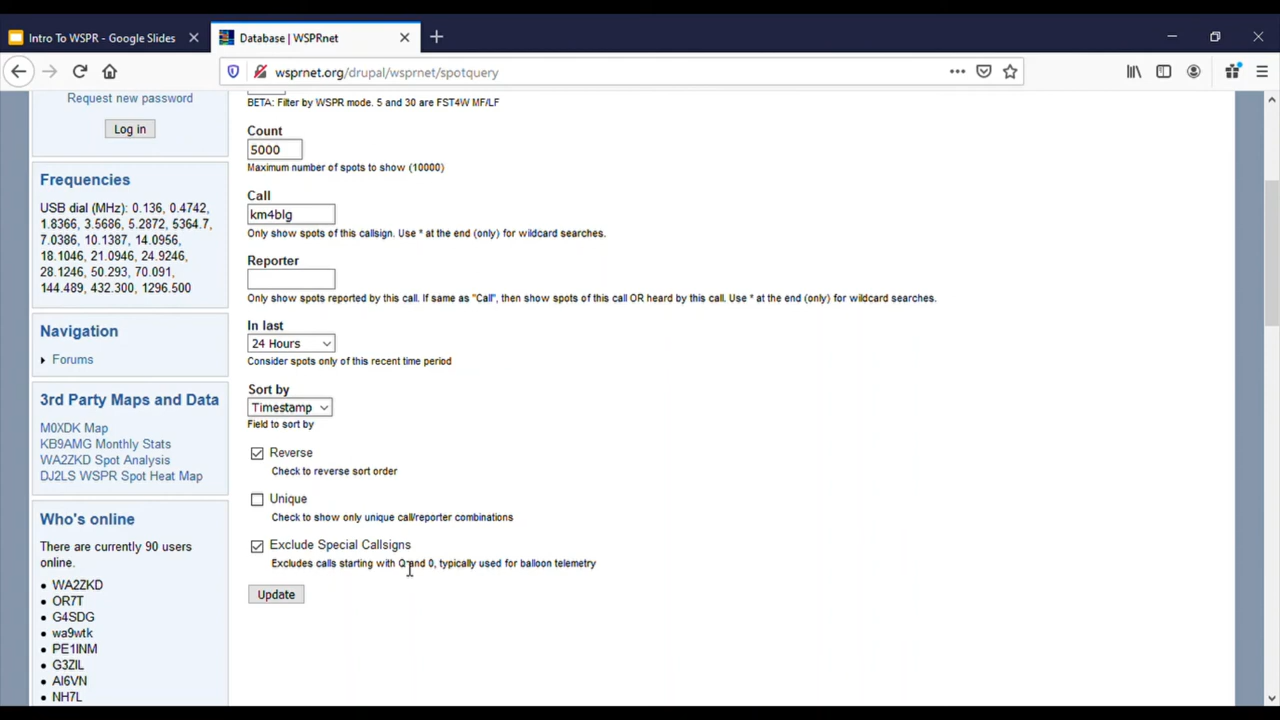 Intro To WSPR - Google Slides
Database | WSPRnet
wsprnet.org/drupal/wsprnet/spotquery
Request new password
Log in
Frequencies
USB dial (MHz): 0.136, 0.4742,
1.8366, 3.5686, 5.2872, 5364.7,
7.0386, 10.1387, 14.0956,
18.1046, 21.0946, 24.9246,
28.1246, 50.293, 70.091,
144.489, 432.300, 1296.500
Navigation
Forums
3rd Party Maps and Data
M0XDK Map
KB9AMG Monthly Stats
WA2ZKD Spot Analysis
DJ2LS WSPR Spot Heat Map
Who's online
There are currently 90 users
online.
WA2ZKD
OR7T
G4SDG
wa9wtk
PE1INM
G3ZIL
AI6VN
NH7L
BETA: Filter by WSPR mode. 5 and 30 are FST4W MF/LF
Count
5000
Maximum number of spots to show (10000)
Call
km4blg
Only show spots of this callsign. Use * at the end (only) for wildcard searches.
Reporter
Only show spots reported by this call. If same as "Call", then show spots of this call OR heard by this call. Use * at the end (only) for wildcard searches.
In last
24 Hours
Consider spots only of this recent time period
Sort by
Timestamp
Field to sort by
Reverse
Check to reverse sort order
Unique
Check to show only unique call/reporter combinations
Exclude Special Callsigns
Excludes calls starting with Q and 0, typically used for balloon telemetry
Update